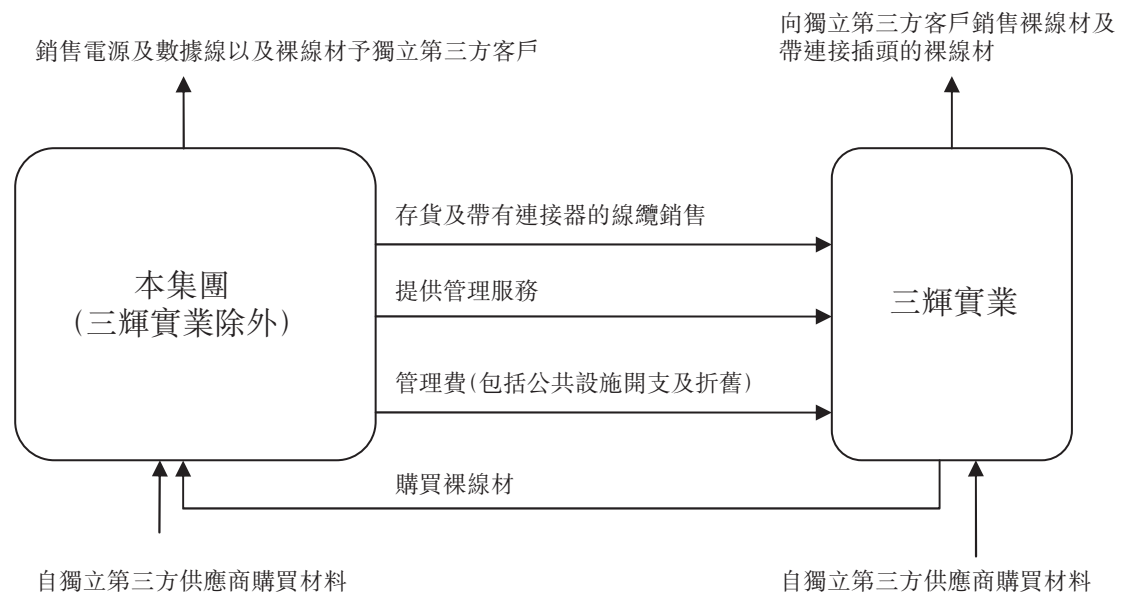 向獨立第三方客戶銷售裸線材及
帶連接插頭的裸線材
銷售電源及數據線以及裸線材予獨立第三方客戶
存貨及帶有連接器的線纜銷售
本集團
(三輝實業除外)
提供管理服務
三輝實業
管理費(包括公共設施開支及折舊)
購買裸線材
自獨立第三方供應商購買材料
自獨立第三方供應商購買材料